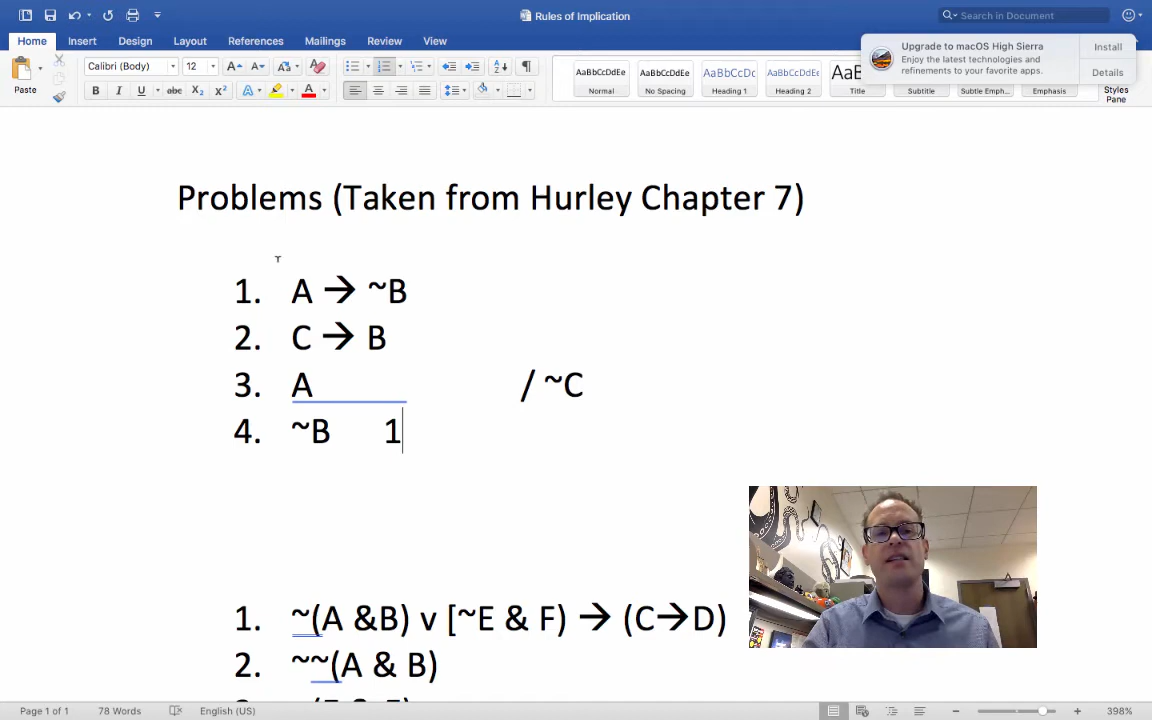 Rules of Implication
Search in Document
Home Insert Design Layout References Mailings Review View
Upgrade to macOS High Sierra
Enjoy the latest technologies and
refinements to your favorite apps.
Install
Details
Paste
Calibri (Body) 12
B I U abc X₂ X² A A
AaBbCcDdEe AaBbCcDdEe AaBbCcDc AaBbCcDdEe
Normal No Spacing Heading 1 Heading 2 Title Subtitle Subtle Emph... Emphasis
Styles
Pane
Problems (Taken from Hurley Chapter 7)
1. A → ~B
2. C → B
3. A / ~C
4. ~B 1
1. ~(A &B) v [~E & F) → (C→D)
2. ~~(A & B)
Page 1 of 1 78 Words English (US) 398%